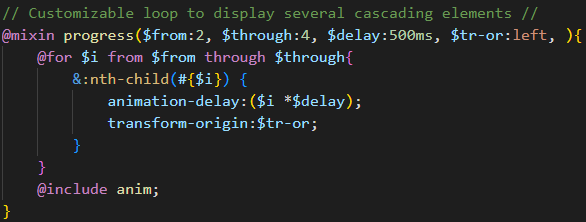 // Customizable loop to display several cascading elements //
@mixin progress($from:2, $through:4, $delay:500ms, $tr-or:left, ){
    @for $i from $from through $through{
        &:nth-child(#{$i}) {
            animation-delay:($i *$delay);
            transform-origin:$tr-or;
        }
    }
    @include anim;
}